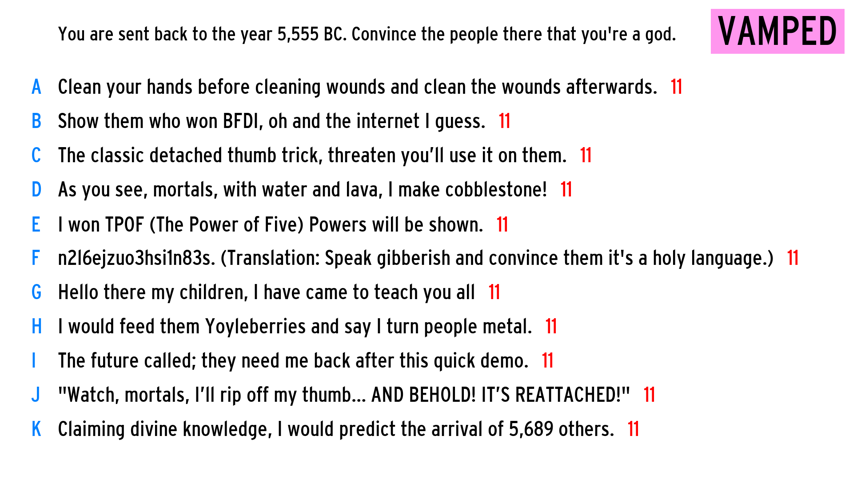 You are sent back to the year 5,555 BC. Convince the people there that you're a god.
VAMPED
A Clean your hands before cleaning wounds and clean the wounds afterwards. 11
B Show them who won BFDI, oh and the internet I guess. 11
C The classic detached thumb trick, threaten you’ll use it on them. 11
D As you see, mortals, with water and lava, I make cobblestone! 11
E I won TPOF (The Power of Five) Powers will be shown. 11
F n2l6ejzuo3hsi1n83s. (Translation: Speak gibberish and convince them it's a holy language.) 11
G Hello there my children, I have came to teach you all 11
H I would feed them Yoyleberries and say I turn people metal. 11
I The future called; they need me back after this quick demo. 11
J "Watch, mortals, I’ll rip off my thumb... AND BEHOLD! IT’S REATTACHED!" 11
K Claiming divine knowledge, I would predict the arrival of 5,689 others. 11